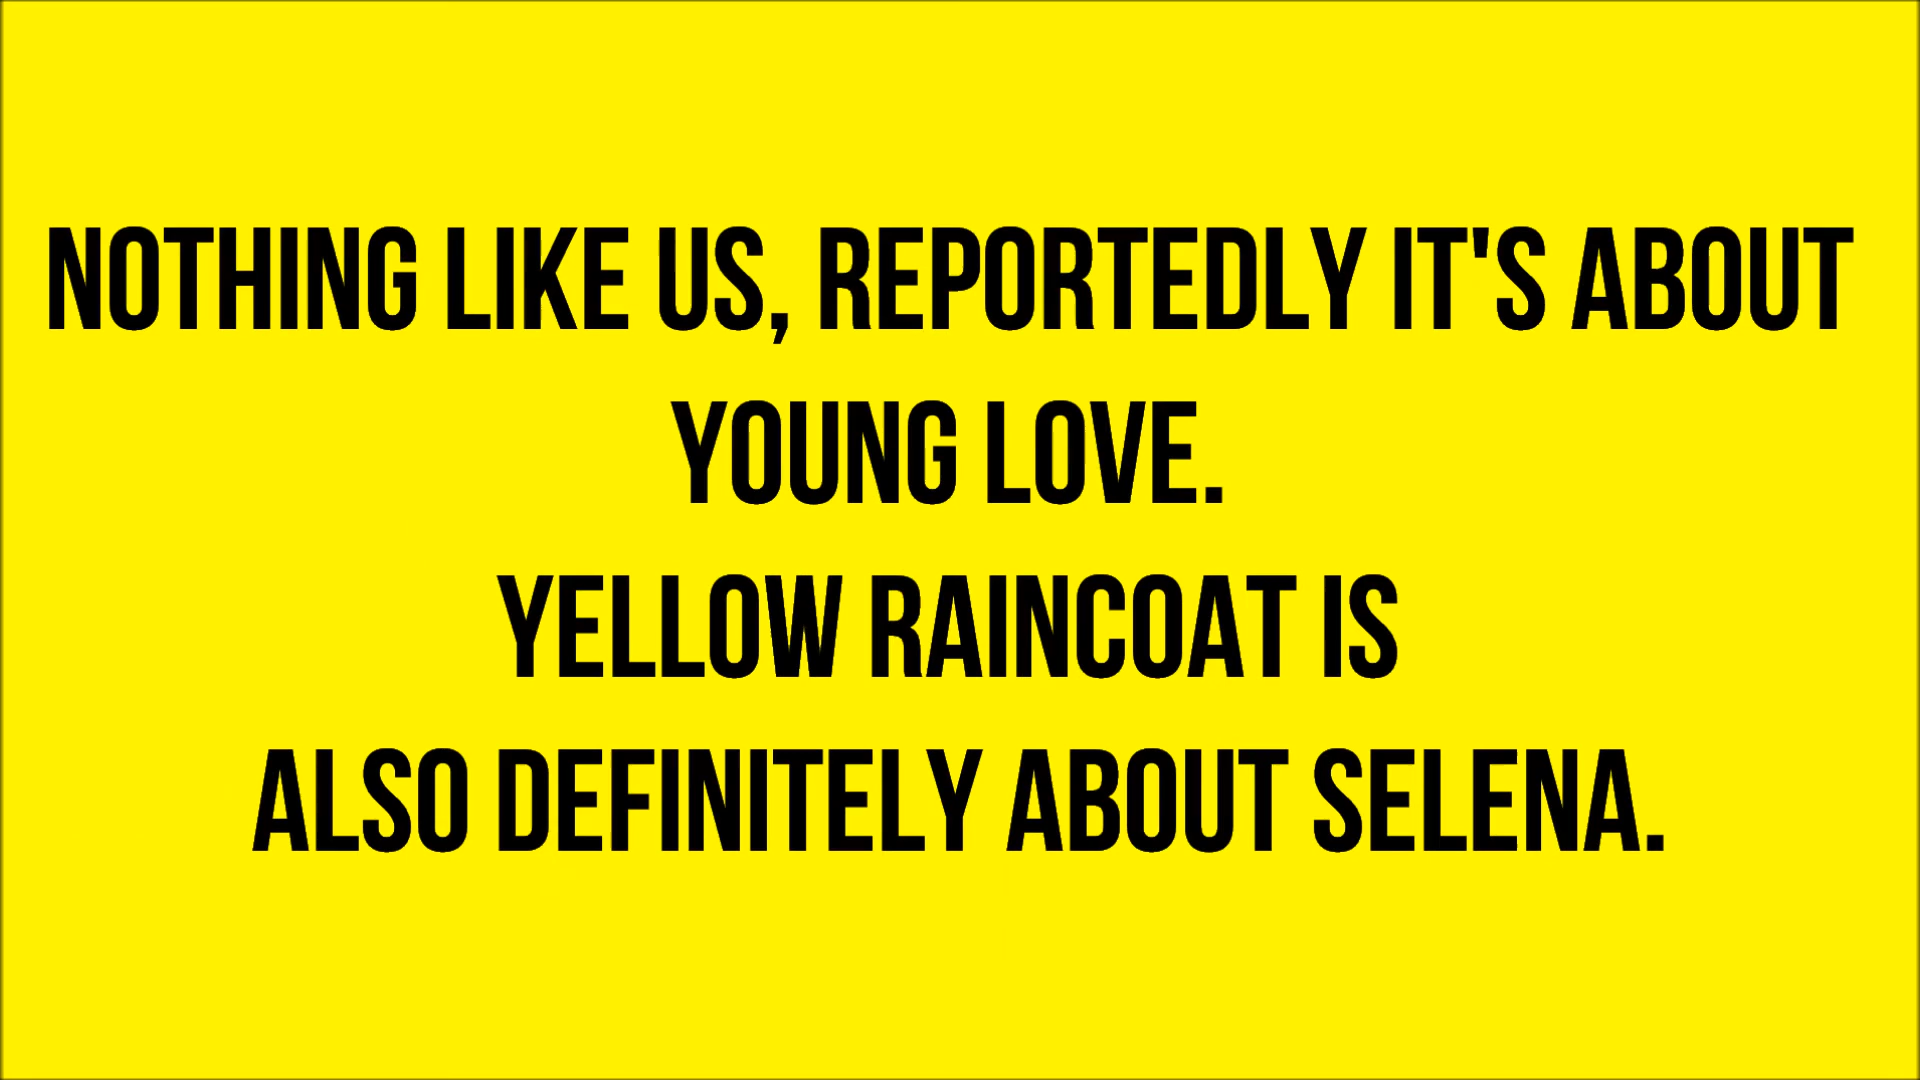 NOTHING LIKE US, REPORTEDLY IT'S ABOUT
YOUNG LOVE.
YELLOW RAINCOAT IS
ALSO DEFINITELY ABOUT SELENA.